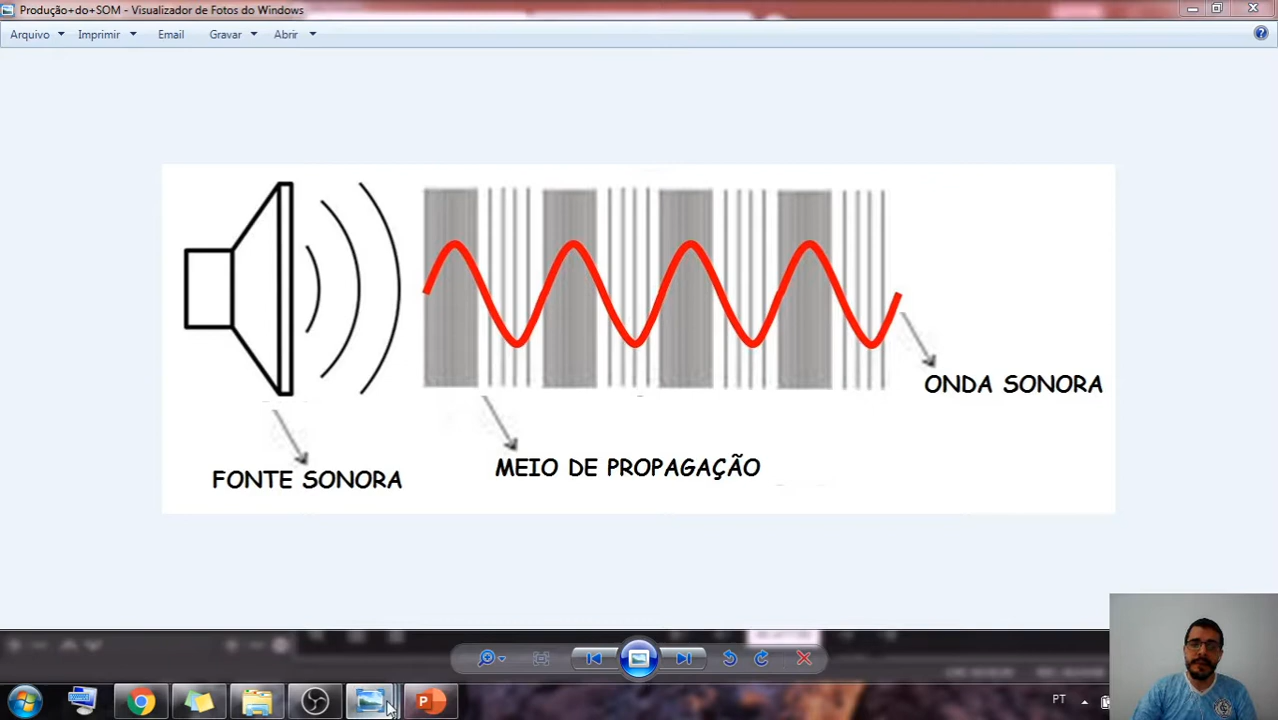 Produção+do+SOM - Visualizador de Fotos do Windows
Arquivo Imprimir Email Gravar Abrir
ONDA SONORA
MEIO DE PROPAGAÇÃO
FONTE SONORA
PT